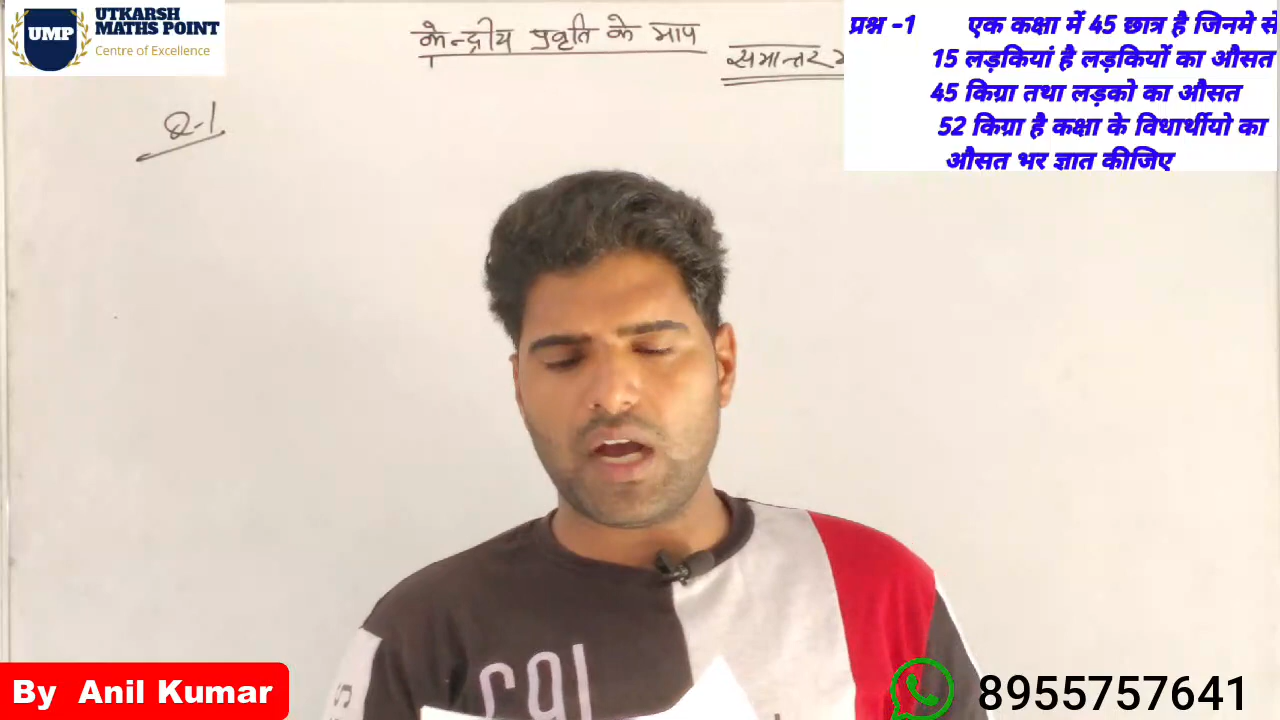 UMP
UTKARSH
MATHS POINT
Centre of Excellence
केन्द्रीय प्रवृति के माप
समान्तर
Q-1
प्रश्न -1 एक कक्षा में 45 छात्र है जिनमे से
15 लड़कियां है लड़कियों का औसत
45 किग्रा तथा लड़को का औसत
52 किग्रा है कक्षा के विधार्थीयो का
औसत भर ज्ञात कीजिए
By Anil Kumar
8955757641